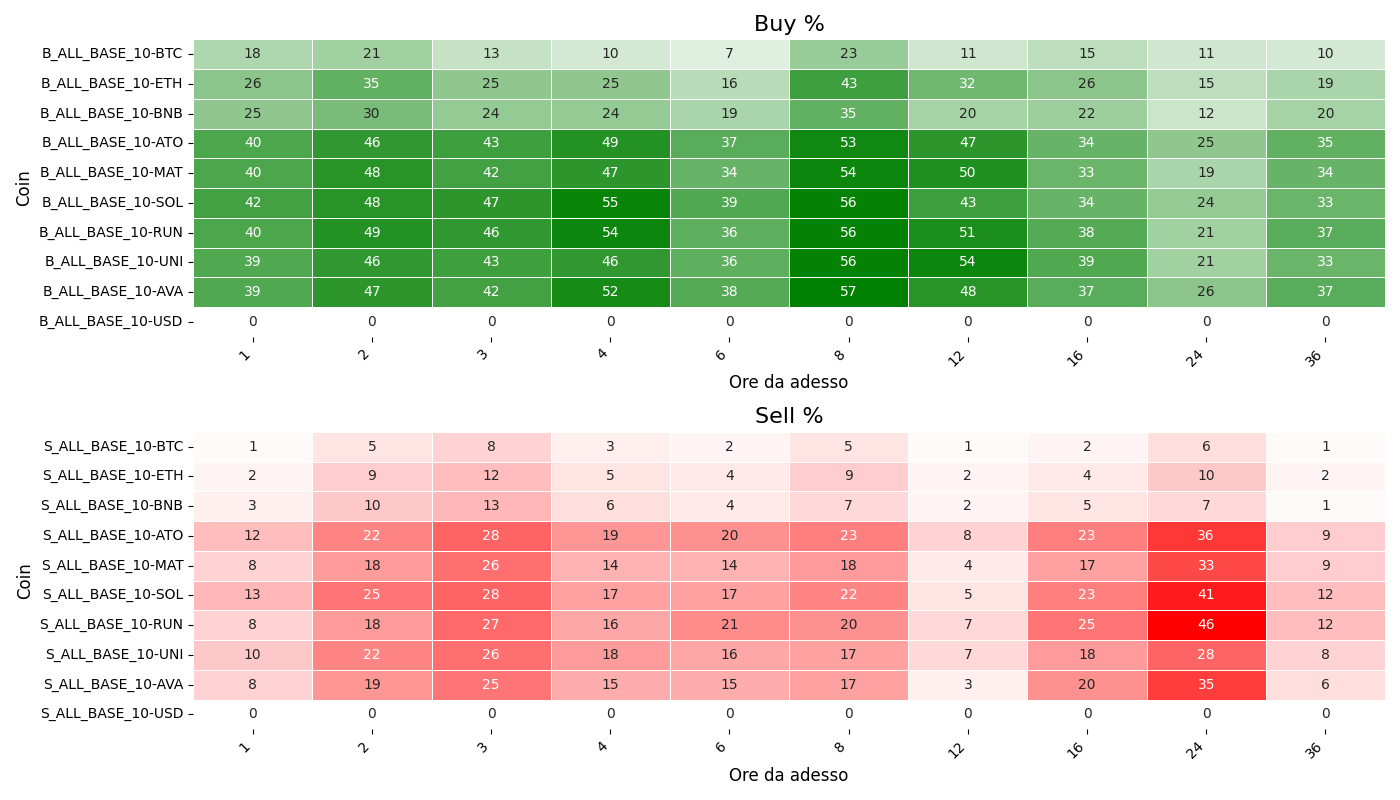 Buy %
Coin
B_ALL_BASE_10-BTC 18 21 13 10 7 23 11 15 11 10
B_ALL_BASE_10-ETH 26 35 25 25 16 43 32 26 15 19
B_ALL_BASE_10-BNB 25 30 24 24 19 35 20 22 12 20
B_ALL_BASE_10-ATO 40 46 43 49 37 53 47 34 25 35
B_ALL_BASE_10-MAT 40 48 42 47 34 54 50 33 19 34
B_ALL_BASE_10-SOL 42 48 47 55 39 56 43 34 24 33
B_ALL_BASE_10-RUN 40 49 46 54 36 56 51 38 21 37
B_ALL_BASE_10-UNI 39 46 43 46 36 56 54 39 21 33
B_ALL_BASE_10-AVA 39 47 42 52 38 57 48 37 26 37
B_ALL_BASE_10-USD 0 0 0 0 0 0 0 0 0 0
1 2 3 4 6 8 12 16 24 36
Ore da adesso
Sell %
Coin
S_ALL_BASE_10-BTC 1 5 8 3 2 5 1 2 6 1
S_ALL_BASE_10-ETH 2 9 12 5 4 9 2 4 10 2
S_ALL_BASE_10-BNB 3 10 13 6 4 7 2 5 7 1
S_ALL_BASE_10-ATO 12 22 28 19 20 23 8 23 36 9
S_ALL_BASE_10-MAT 8 18 26 14 14 18 4 17 33 9
S_ALL_BASE_10-SOL 13 25 28 17 17 22 5 23 41 12
S_ALL_BASE_10-RUN 8 18 27 16 21 20 7 25 46 12
S_ALL_BASE_10-UNI 10 22 26 18 16 17 7 18 28 8
S_ALL_BASE_10-AVA 8 19 25 15 15 17 3 20 35 6
S_ALL_BASE_10-USD 0 0 0 0 0 0 0 0 0 0
1 2 3 4 6 8 12 16 24 36
Ore da adesso